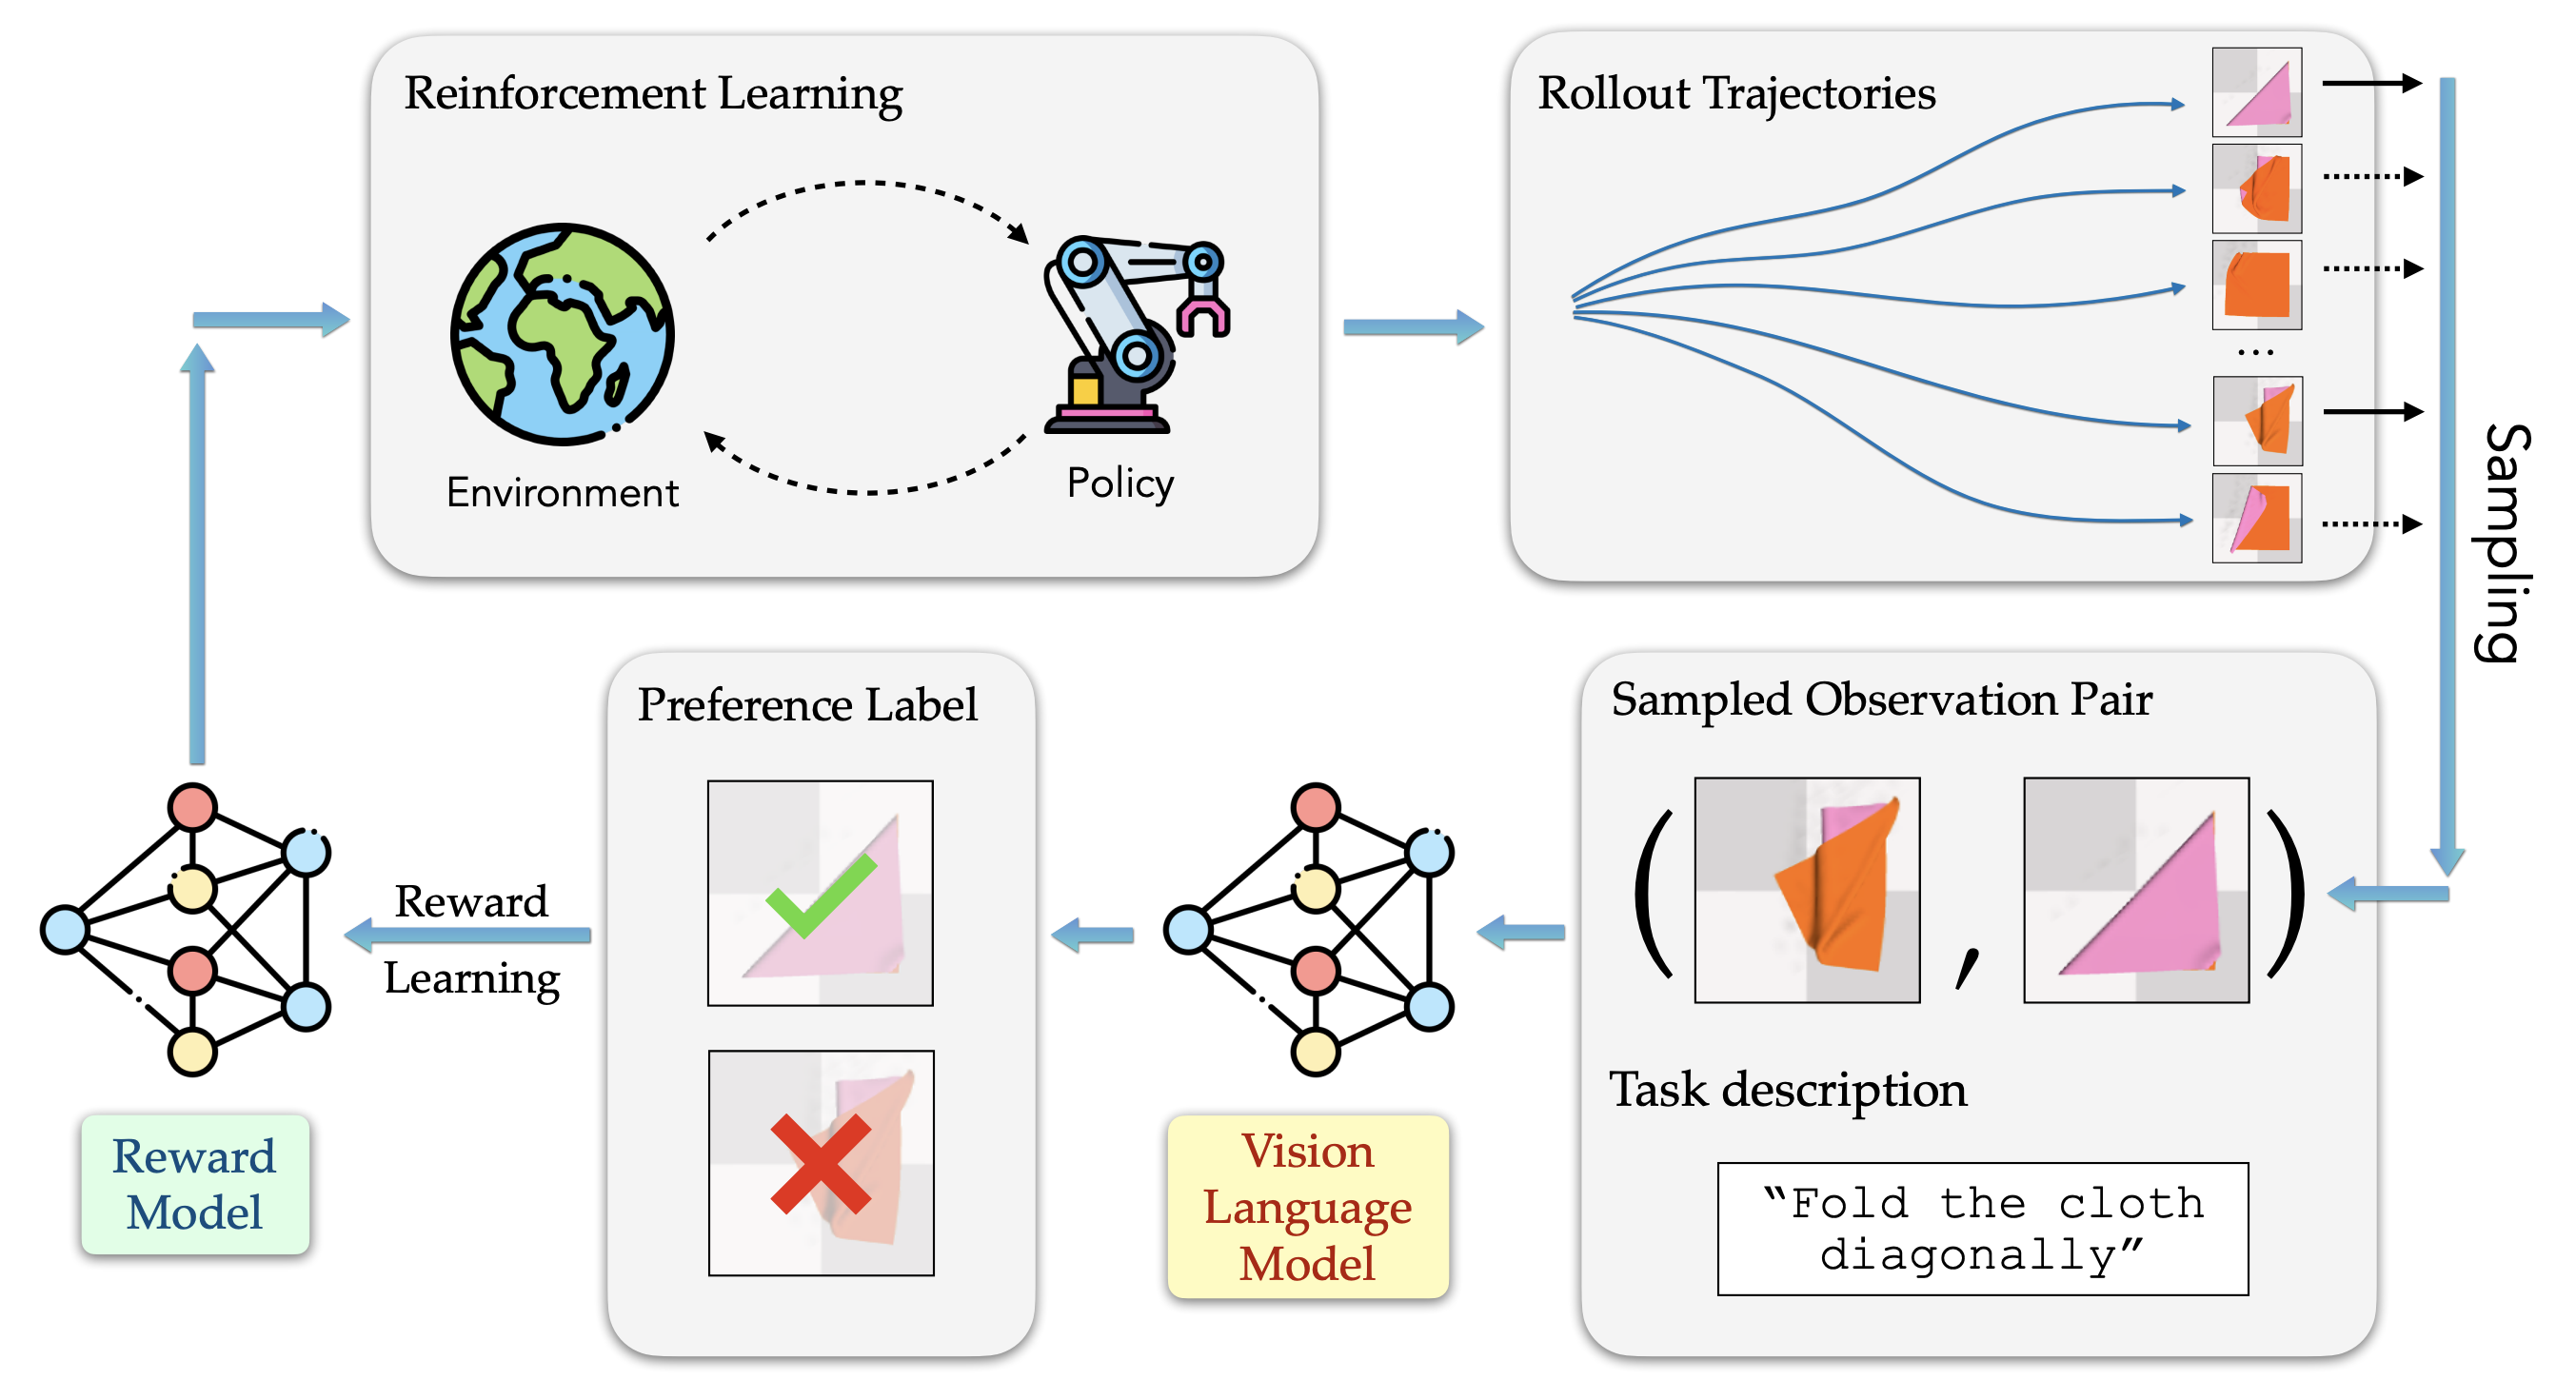 Reinforcement Learning
Environment
Policy
Rollout Trajectories
...
Sampling
Sampled Observation Pair
( , )
Task description
“Fold the cloth
diagonally”
Vision
Language
Model
Preference Label
Reward
Learning
Reward
Model